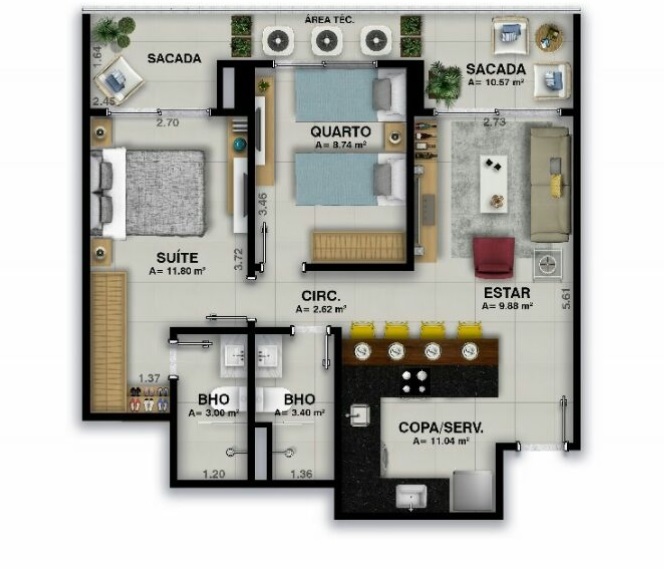 ÁREA TÉC.
SACADA
1.64
2.45
SACADA
A= 10.57 m²
2.70
2.73
QUARTO
A= 8.74 m²
3.46
3.72
SUÍTE
A= 11.80 m²
CIRC.
A= 2.62 m²
ESTAR
A= 9.88 m²
5.61
1.37
BHO
A= 3.00 m²
BHO
A= 3.40 m²
COPA/SERV.
A= 11.04 m²
1.20
1.36